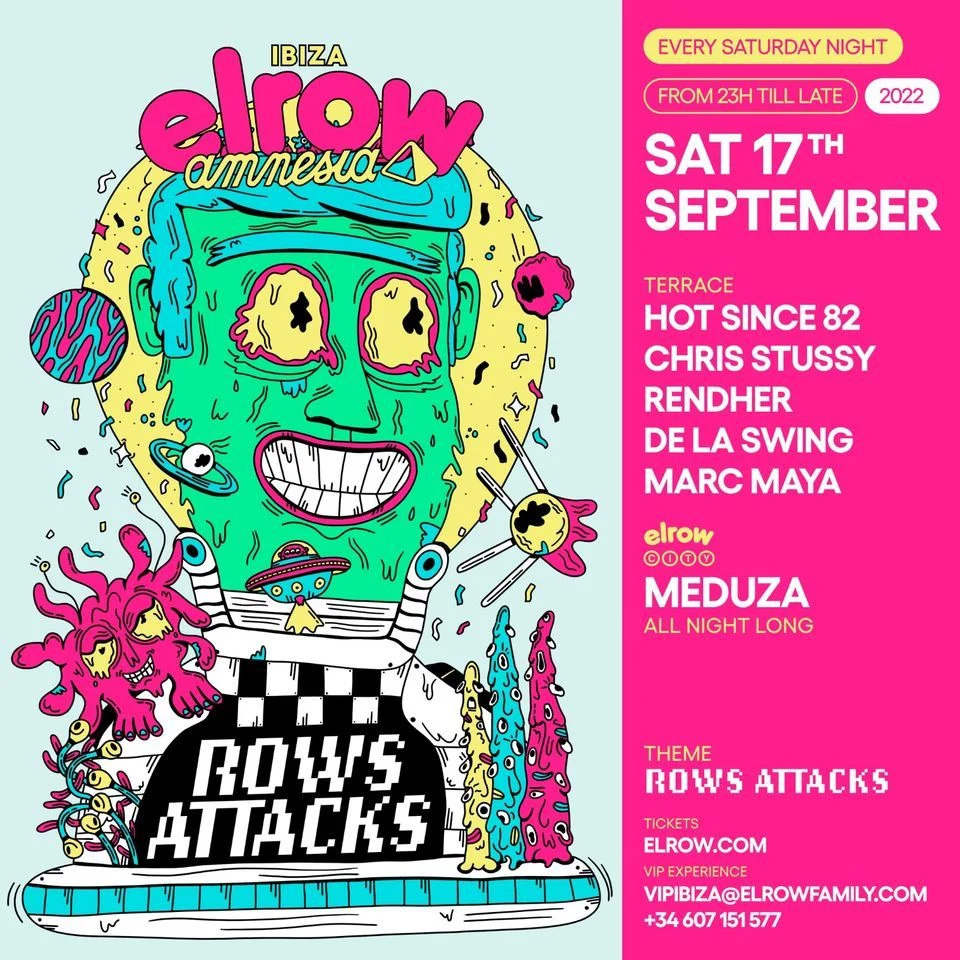 IBIZA
elrow
amnesia
ROWS
ATTACKS
EVERY SATURDAY NIGHT
FROM 23H TILL LATE
2022
SAT 17TH
SEPTEMBER
TERRACE
HOT SINCE 82
CHRIS STUSSY
RENDHER
DE LA SWING
MARC MAYA
elrow
CITY
MEDUZA
ALL NIGHT LONG
THEME
ROWS ATTACKS
TICKETS
ELROW.COM
VIP EXPERIENCE
VIPIBIZA@ELROWFAMILY.COM
+34 607 151 577